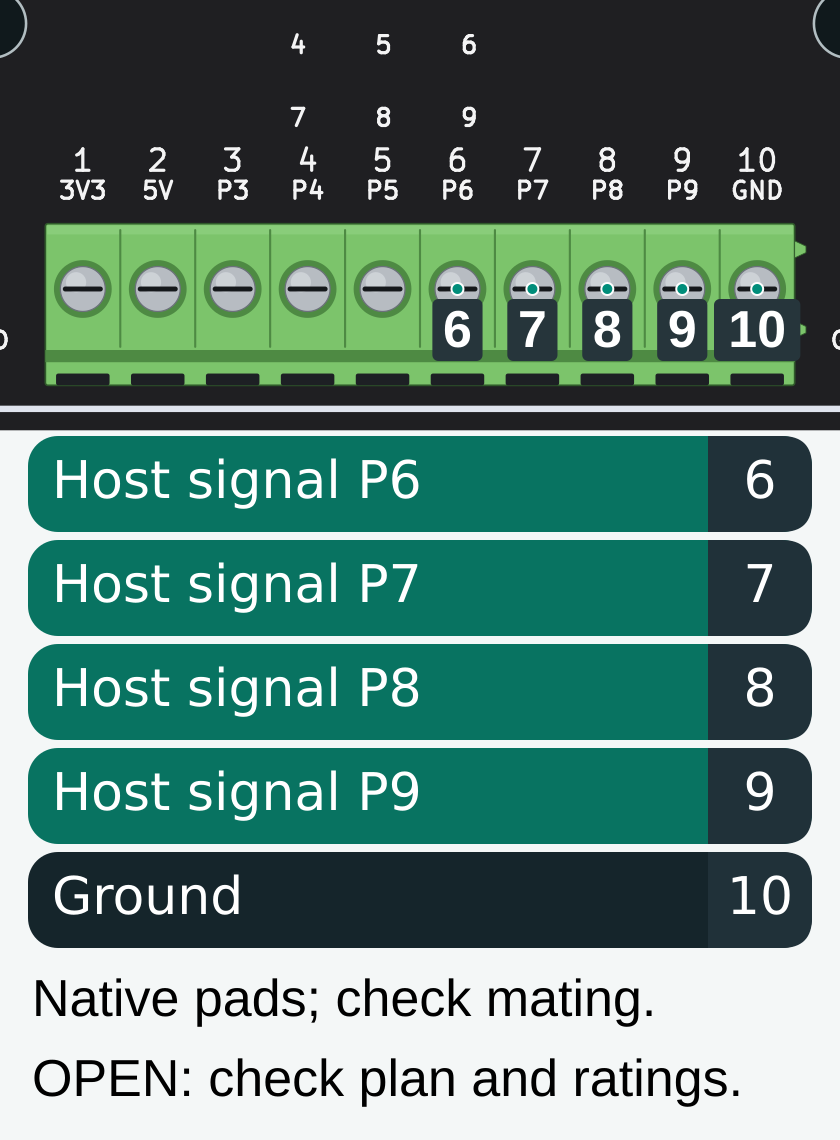 4 5 6
7 8 9
1 2 3 4 5 6 7 8 9 10
3V3 5V P3 P4 P5 P6 P7 P8 P9 GND
6 7 8 9 10
Host signal P6 6
Host signal P7 7
Host signal P8 8
Host signal P9 9
Ground 10
Native pads; check mating.
OPEN: check plan and ratings.